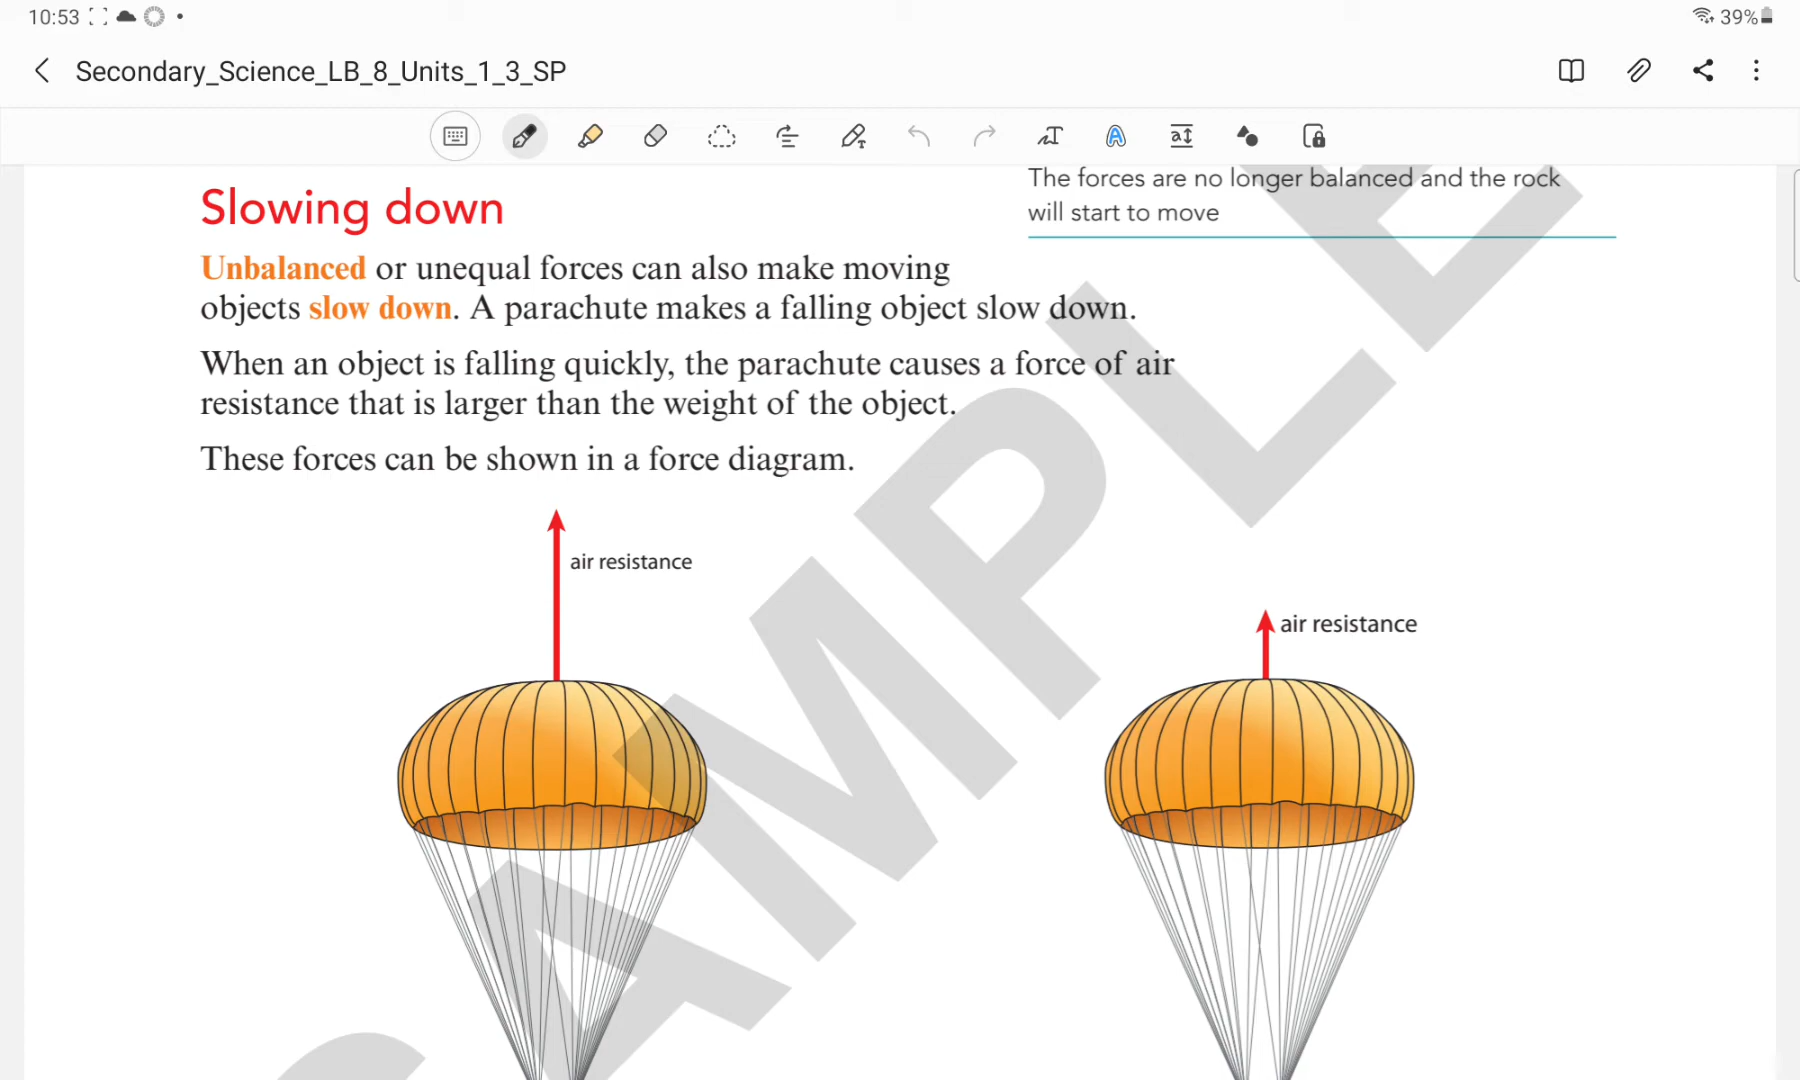 10:53
39%
Secondary_Science_LB_8_Units_1_3_SP
The forces are no longer balanced and the rock
will start to move
Slowing down
Unbalanced or unequal forces can also make moving
objects slow down. A parachute makes a falling object slow down.
When an object is falling quickly, the parachute causes a force of air
resistance that is larger than the weight of the object.
These forces can be shown in a force diagram.
air resistance
air resistance
SAMPLE